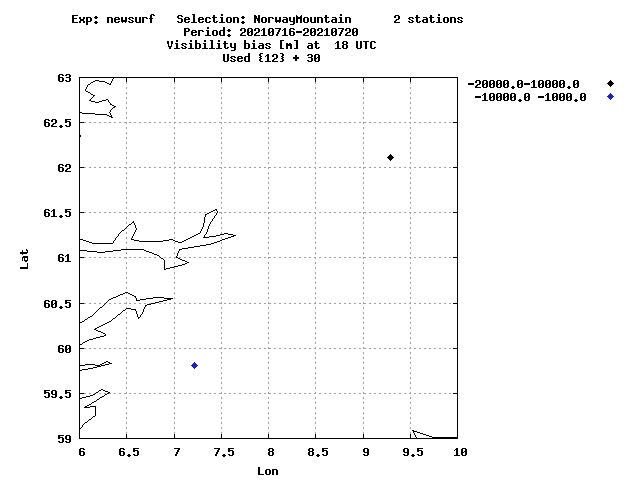 Exp: newsurf   Selection: NorwayMountain      2 stations
Period: 20210716-20210720
Visibility bias [m] at  18 UTC
Used {12} + 30
-20000.0-10000.0
-10000.0 -1000.0
63
62.5
62
61.5
61
60.5
60
59.5
59
Lat
6 6.5 7 7.5 8 8.5 9 9.5 10
Lon